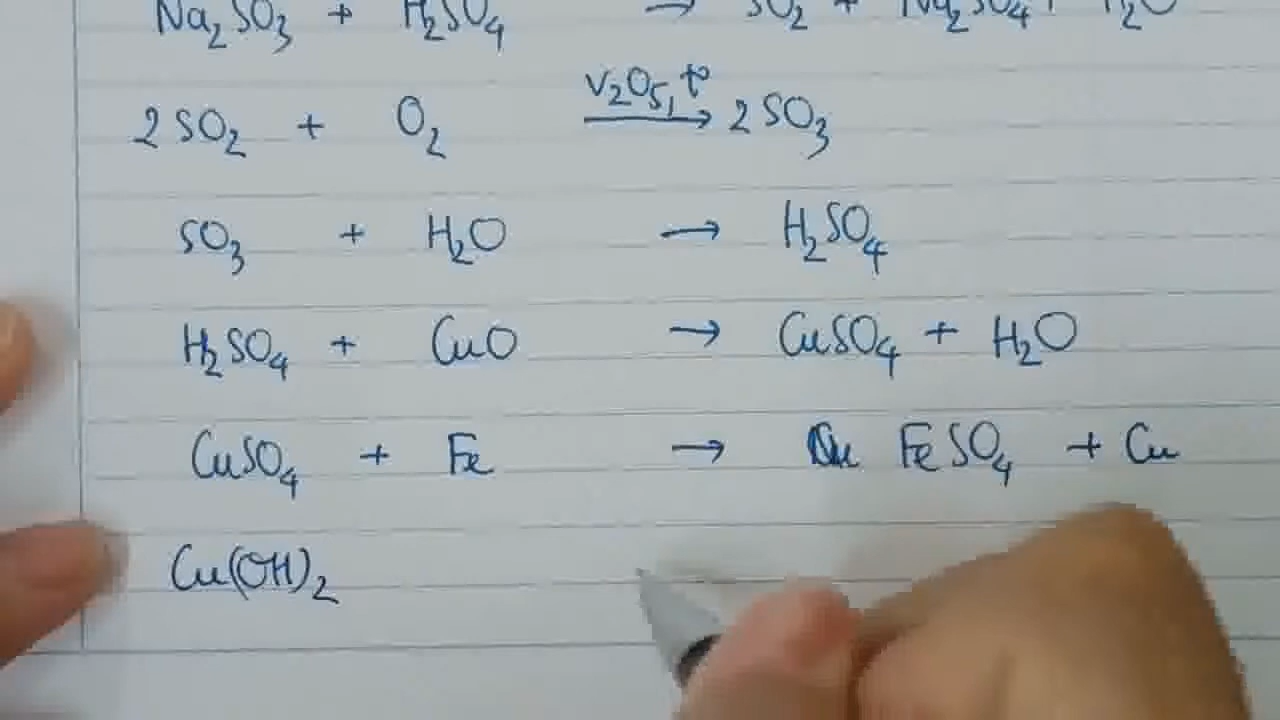 Na₂SO₃ + H₂SO₄ → SO₂ + Na₂SO₄ + H₂O
2SO₂ + O₂ V₂O₅, t° → 2SO₃
SO₃ + H₂O → H₂SO₄
H₂SO₄ + CuO → CuSO₄ + H₂O
CuSO₄ + Fe → FeSO₄ + Cu
Cu(OH)₂